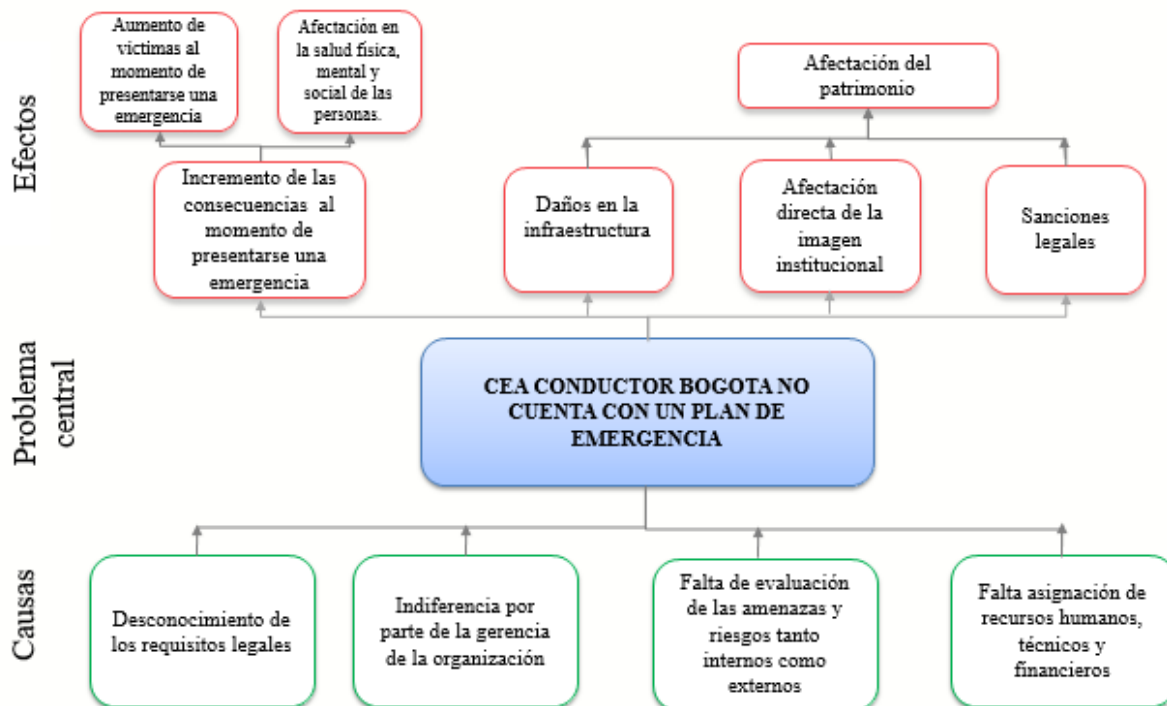 Efectos
Aumento de
victimas al
momento de
presentarse una
emergencia
Afectación en
la salud física,
mental y
social de las
personas.
Afectación del
patrimonio
Incremento de las
consecuencias al
momento de
presentarse una
emergencia
Daños en la
infraestructura
Afectación
directa de la
imagen
institucional
Sanciones
legales
Problema
central
CEA CONDUCTOR BOGOTA NO
CUENTA CON UN PLAN DE
EMERGENCIA
Causas
Desconocimiento de
los requisitos legales
Indiferencia por
parte de la gerencia
de la organización
Falta de evaluación
de las amenazas y
riesgos tanto
internos como
externos
Falta asignación de
recursos humanos,
técnicos y
financieros